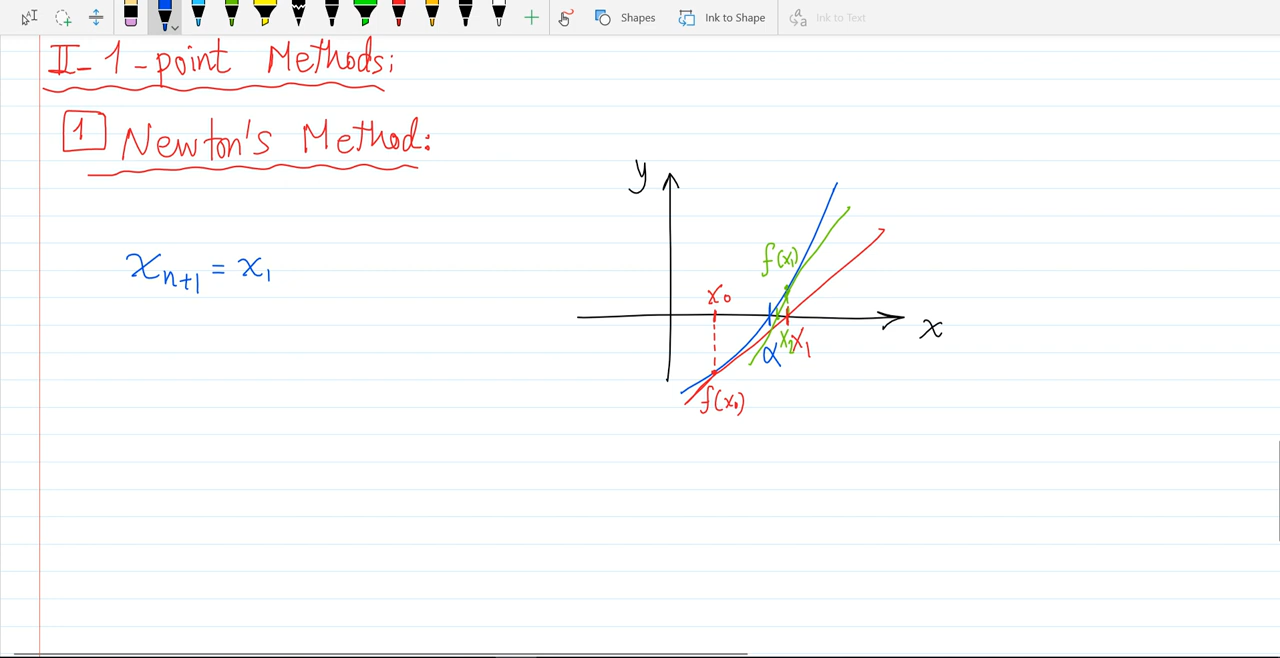 Shapes Ink to Shape Ink to Text
II- 1-point Methods:
1 Newton's Method:
y
f(x₁)
xₙ₊₁ = x₁
x₀
x
α x₂ x₁
f(x₀)